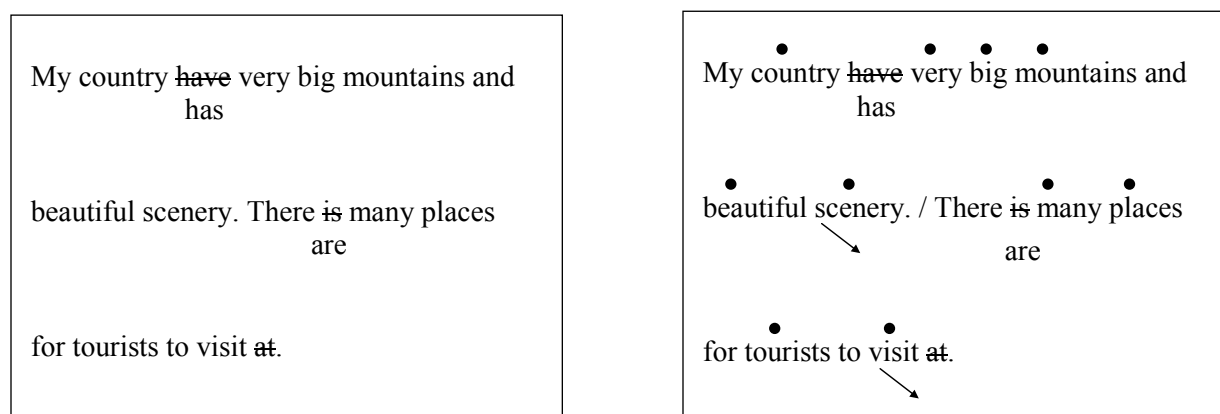 My country have very big mountains and
has
beautiful scenery. There is many places
are
for tourists to visit at.
My country have very big mountains and
has
beautiful scenery. / There is many places
are
for tourists to visit at.